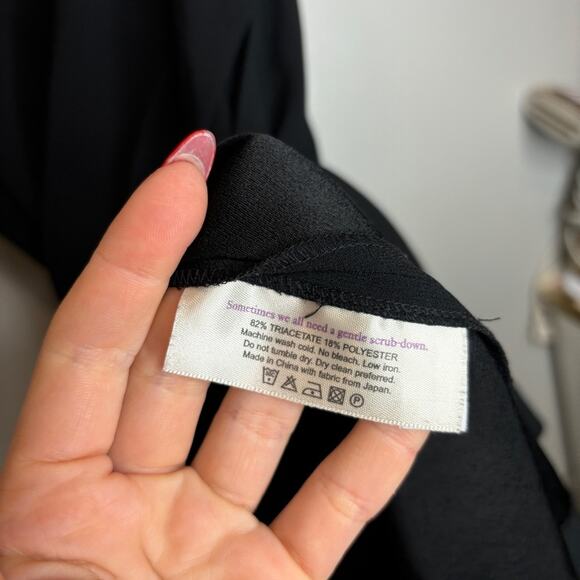 Sometimes we all need a gentle scrub-down.
82% TRIACETATE 18% POLYESTER
Machine wash cold. No bleach. Low iron.
Do not tumble dry. Dry clean preferred.
Made in China with fabric from Japan.
P